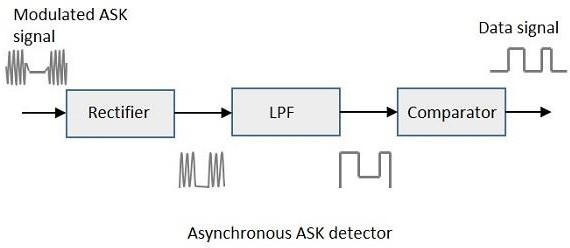 Modulated ASK
signal
Data signal
Rectifier
LPF
Comparator
Asynchronous ASK detector